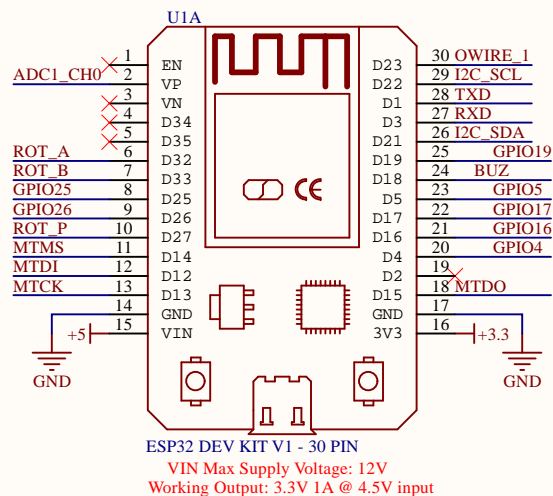 U1A
1 EN
ADC1_CH0 2 VP
3 VN
4 D34
5 D35
ROT_A 6 D32
ROT_B 7 D33
GPIO25 8 D25
GPIO26 9 D26
ROT_P 10 D27
MTMS 11 D14
MTDI 12 D12
MTCK 13 D13
14 GND
+5 15 VIN
GND
D23 30 OWIRE_1
D22 29 I2C_SCL
D1 28 TXD
D3 27 RXD
D21 26 I2C_SDA
D19 25 GPIO19
D18 24 BUZ
D5 23 GPIO5
D17 22 GPIO17
D16 21 GPIO16
D4 20 GPIO4
D2 19
D15 18 MTDO
GND 17
3V3 16 +3.3
GND
CE
ESP32 DEV KIT V1 - 30 PIN
VIN Max Supply Voltage: 12V
Working Output: 3.3V 1A @ 4.5V input